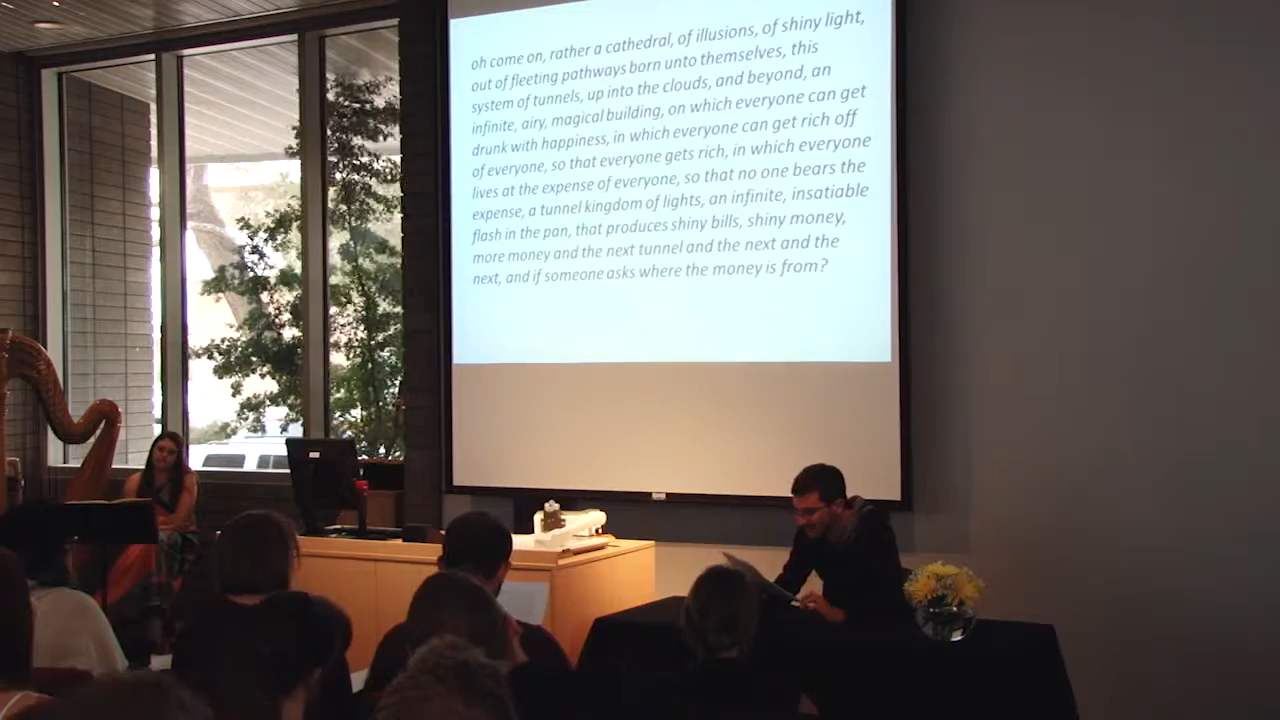 oh come on, rather a cathedral, of illusions, of shiny light,
out of fleeting pathways born unto themselves, this
system of tunnels, up into the clouds, and beyond, an
infinite, airy, magical building, on which everyone can get
drunk with happiness, in which everyone can get rich off
of everyone, so that everyone gets rich, in which everyone
lives at the expense of everyone, so that no one bears the
expense, a tunnel kingdom of lights, an infinite, insatiable
flash in the pan, that produces shiny bills, shiny money,
more money and the next tunnel and the next and the
next, and if someone asks where the money is from?